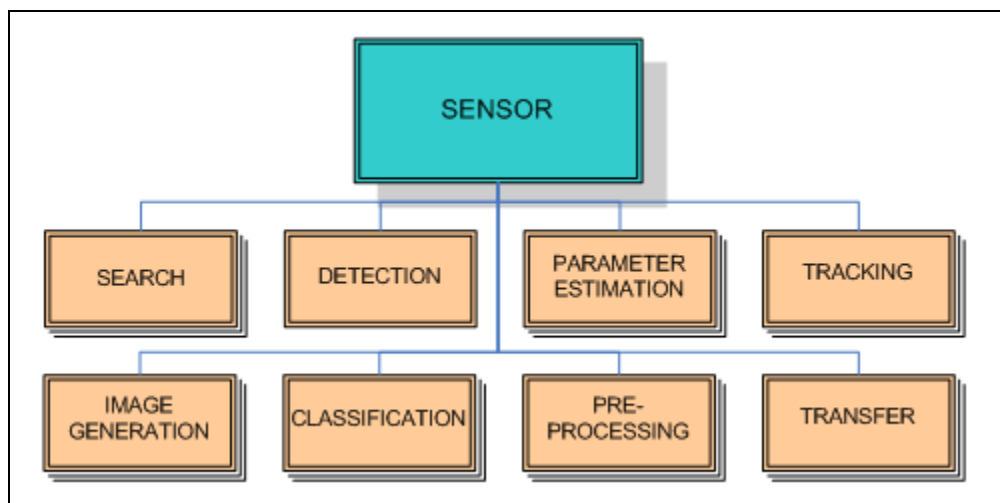 SENSOR
SEARCH
DETECTION
PARAMETER
ESTIMATION
TRACKING
IMAGE
GENERATION
CLASSIFICATION
PRE-
PROCESSING
TRANSFER